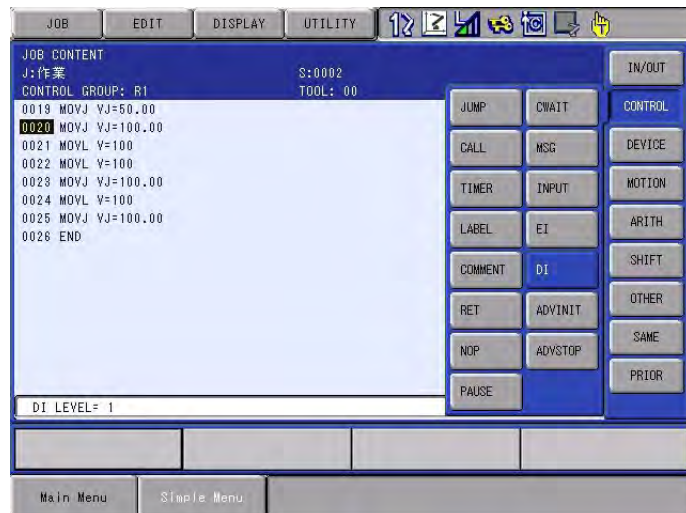 JOB EDIT DISPLAY UTILITY
JOB CONTENT
J:作業 S:0002
CONTROL GROUP: R1 TOOL: 00
0019 MOVJ VJ=50.00
0020 MOVJ VJ=100.00
0021 MOVL V=100
0022 MOVL V=100
0023 MOVJ VJ=100.00
0024 MOVL V=100
0025 MOVJ VJ=100.00
0026 END
DI LEVEL= 1
JUMP CWAIT
CALL MSG
TIMER INPUT
LABEL EI
COMMENT DI
RET ADVINIT
NOP ADVSTOP
PAUSE
IN/OUT
CONTROL
DEVICE
MOTION
ARITH
SHIFT
OTHER
SAME
PRIOR
Main Menu Simple Menu